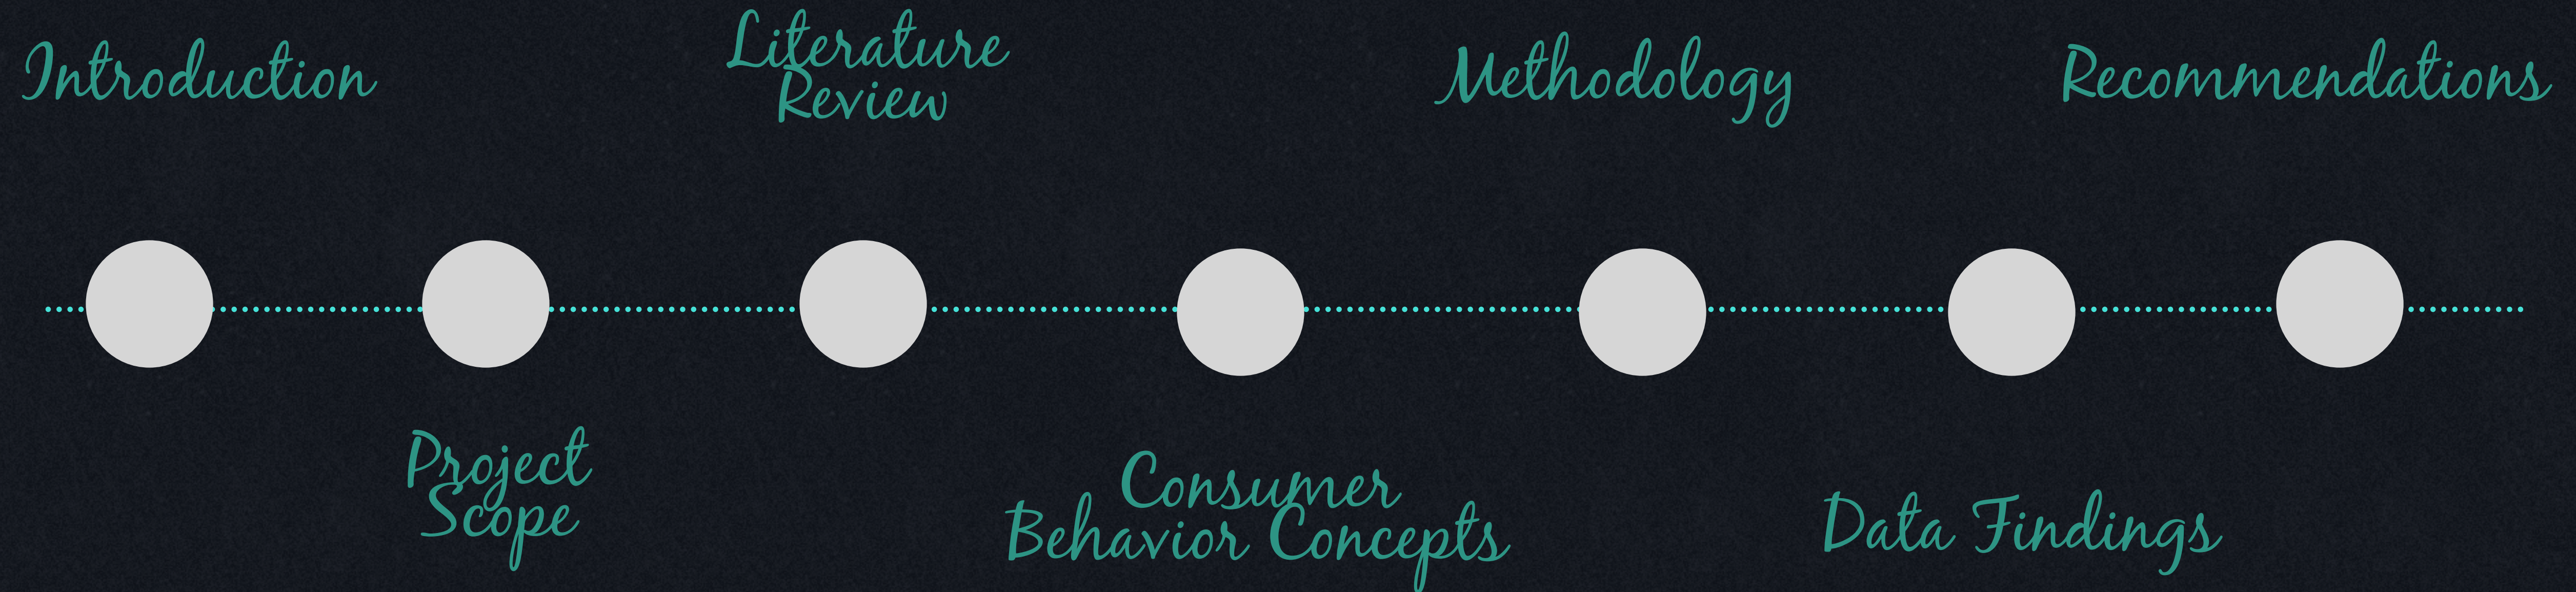 Introduction
Project
Scope
Literature
Review
Consumer
Behavior Concepts
Methodology
Data Findings
Recommendations